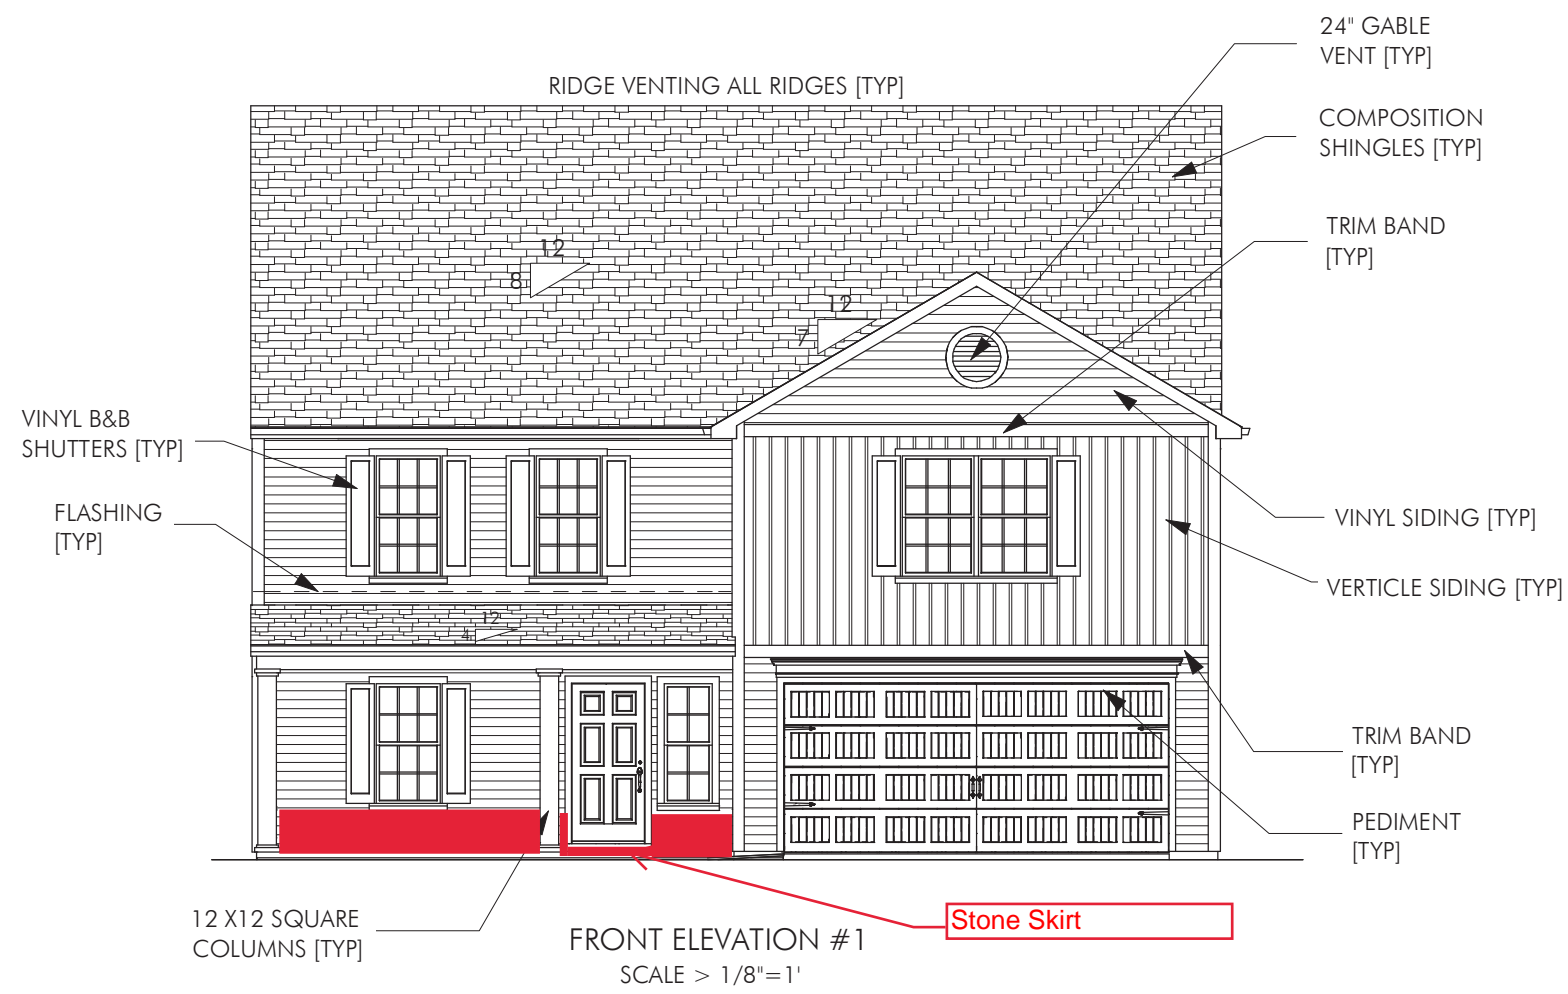 24" GABLE
VENT [TYP]
RIDGE VENTING ALL RIDGES [TYP]
COMPOSITION
SHINGLES [TYP]
TRIM BAND
[TYP]
12
8
12
7
VINYL B&B
SHUTTERS [TYP]
FLASHING
[TYP]
VINYL SIDING [TYP]
VERTICLE SIDING [TYP]
12
4
TRIM BAND
[TYP]
PEDIMENT
[TYP]
12 X12 SQUARE
COLUMNS [TYP]
Stone Skirt
FRONT ELEVATION #1
SCALE > 1/8"=1'